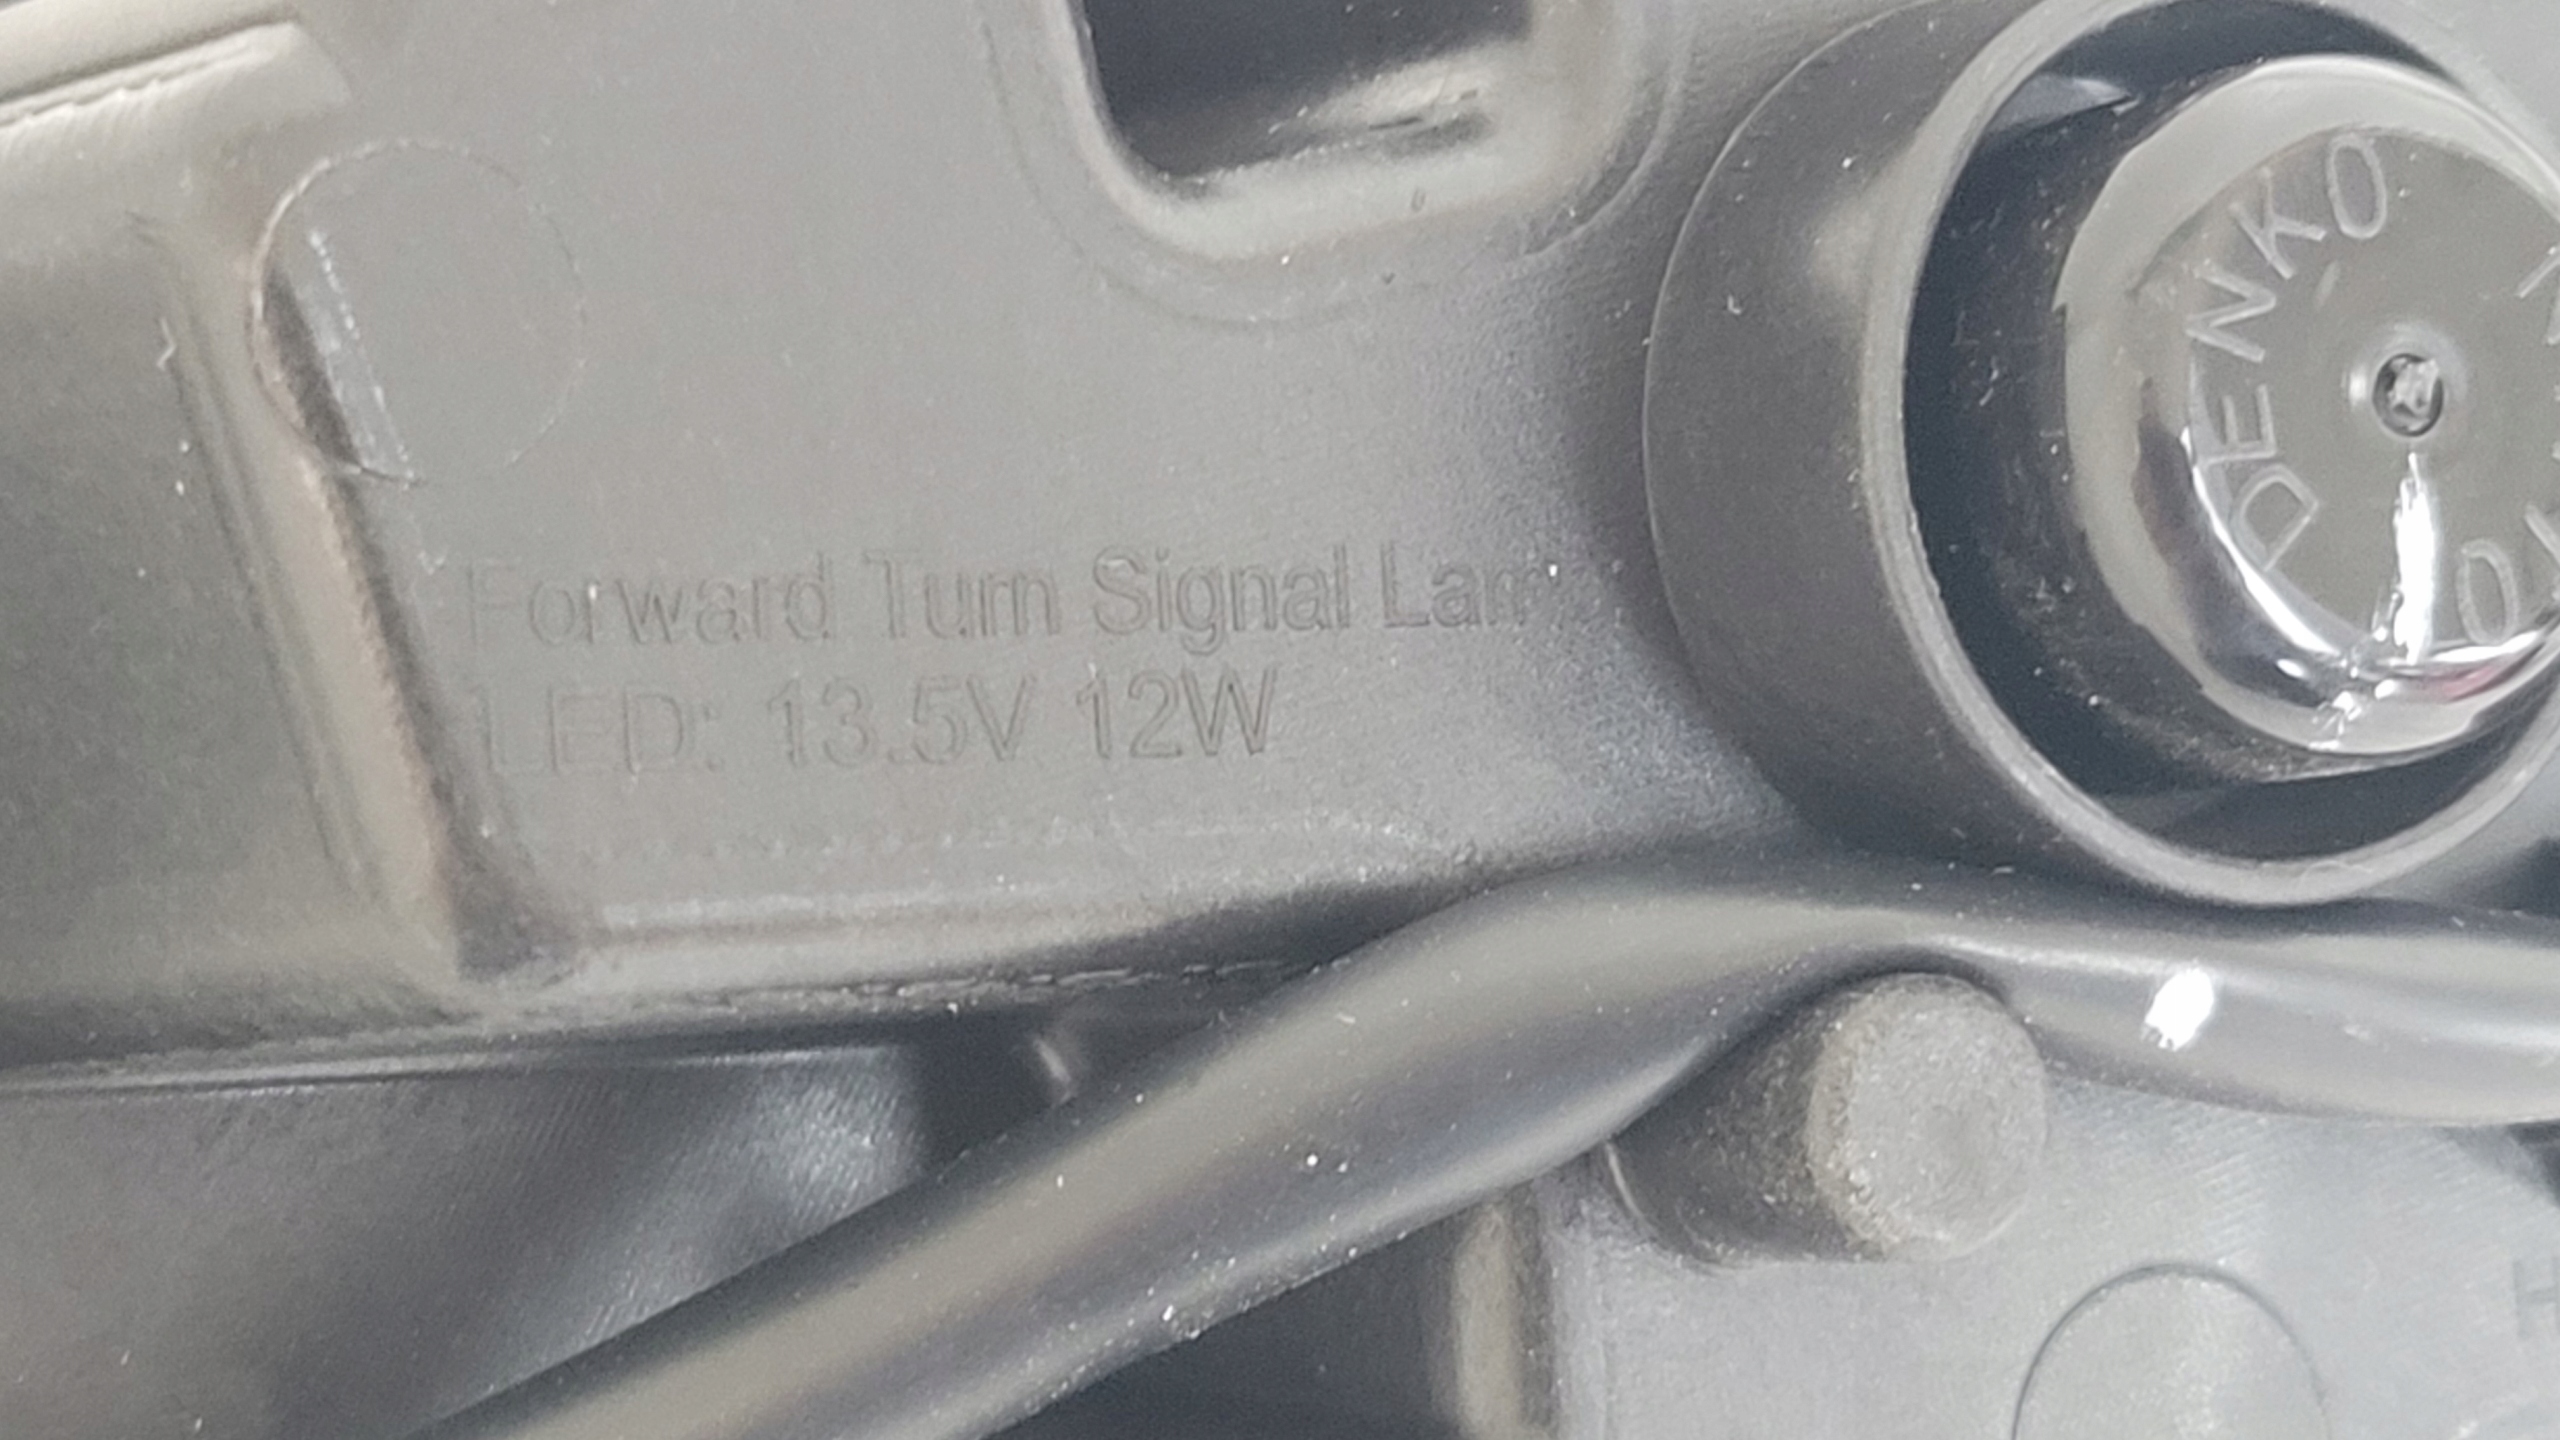 Forward Turn Signal Lam
LED: 13.5V 12W
DENKO